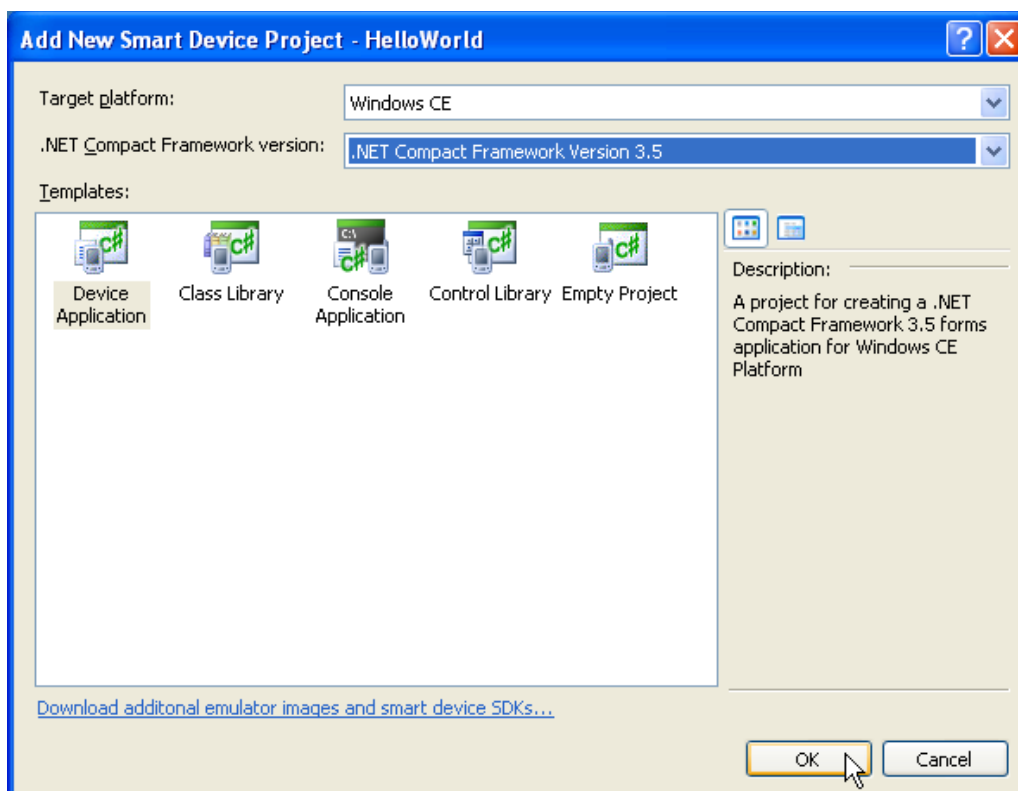 Add New Smart Device Project - HelloWorld
Target platform:
Windows CE
.NET Compact Framework version:
.NET Compact Framework Version 3.5
Templates:
Device
Application
Class Library
Console
Application
Control Library
Empty Project
Description:
A project for creating a .NET
Compact Framework 3.5 forms
application for Windows CE
Platform
Download additonal emulator images and smart device SDKs...
OK
Cancel